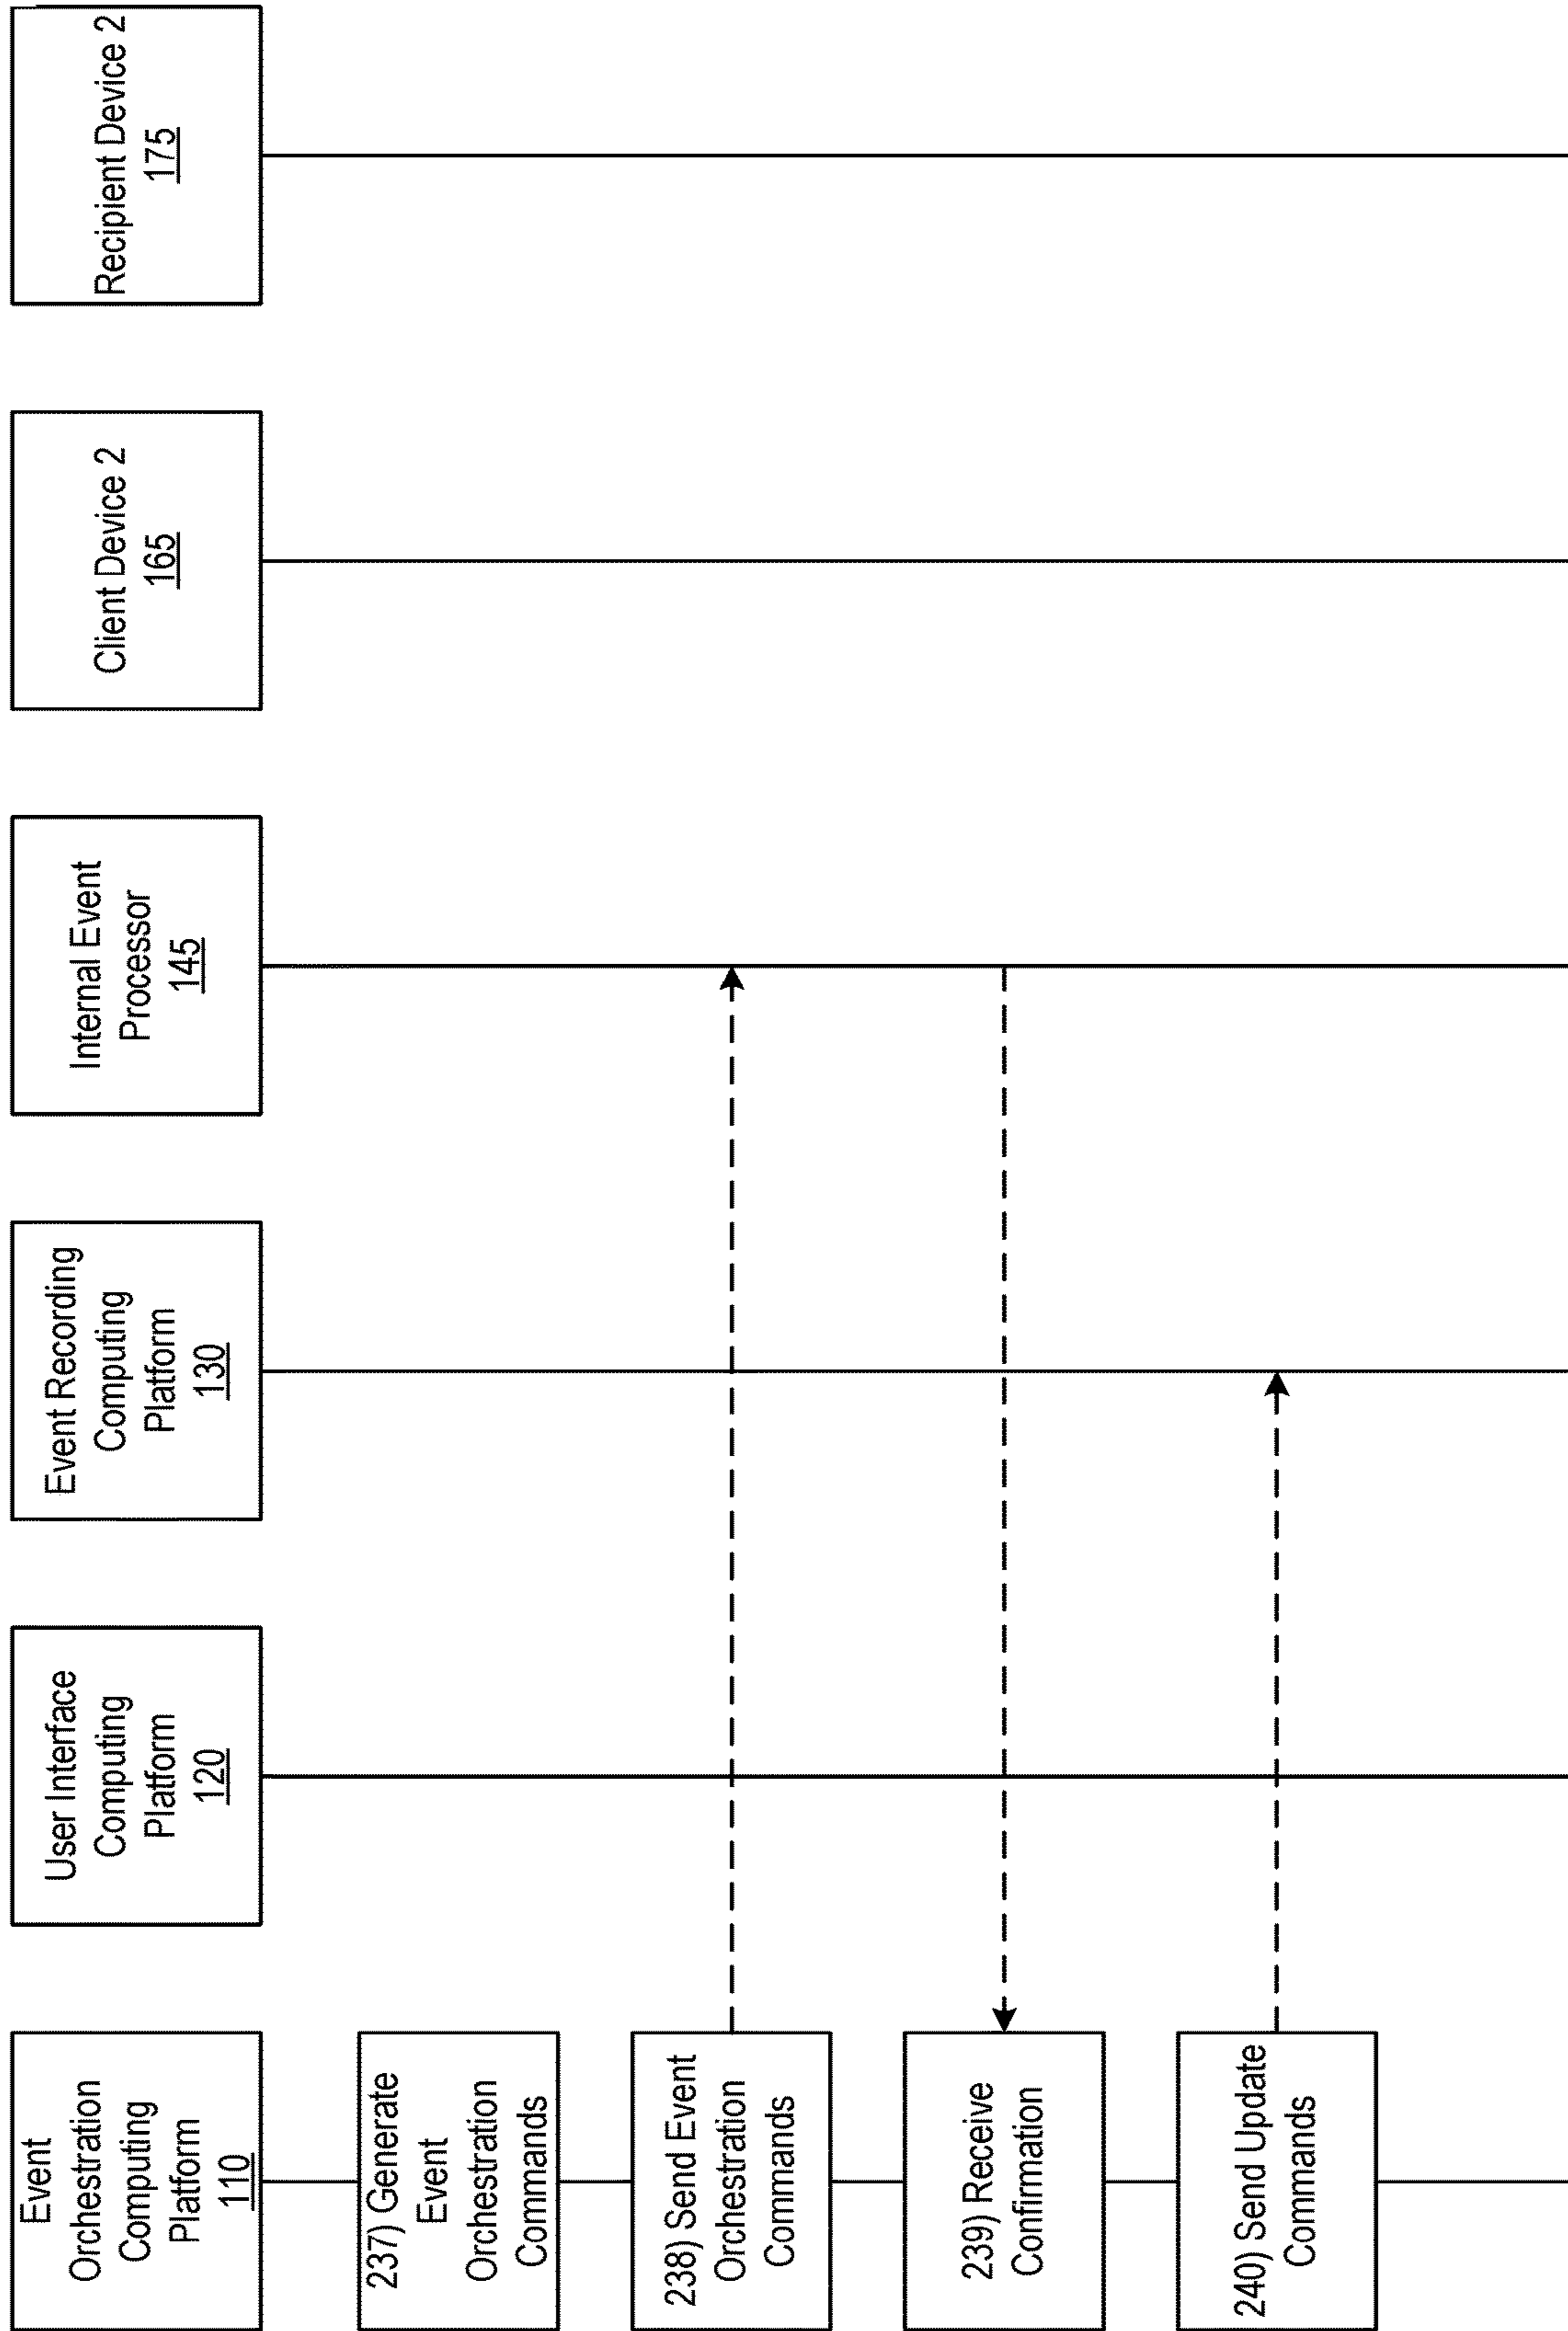 Event
Orchestration
Computing
Platform
110
User Interface
Computing
Platform
120
Event Recording
Computing
Platform
130
Internal Event
Processor
145
Client Device 2
165
Recipient Device 2
175
237) Generate
Event
Orchestration
Commands
238) Send Event
Orchestration
Commands
239) Receive
Confirmation
240) Send Update
Commands